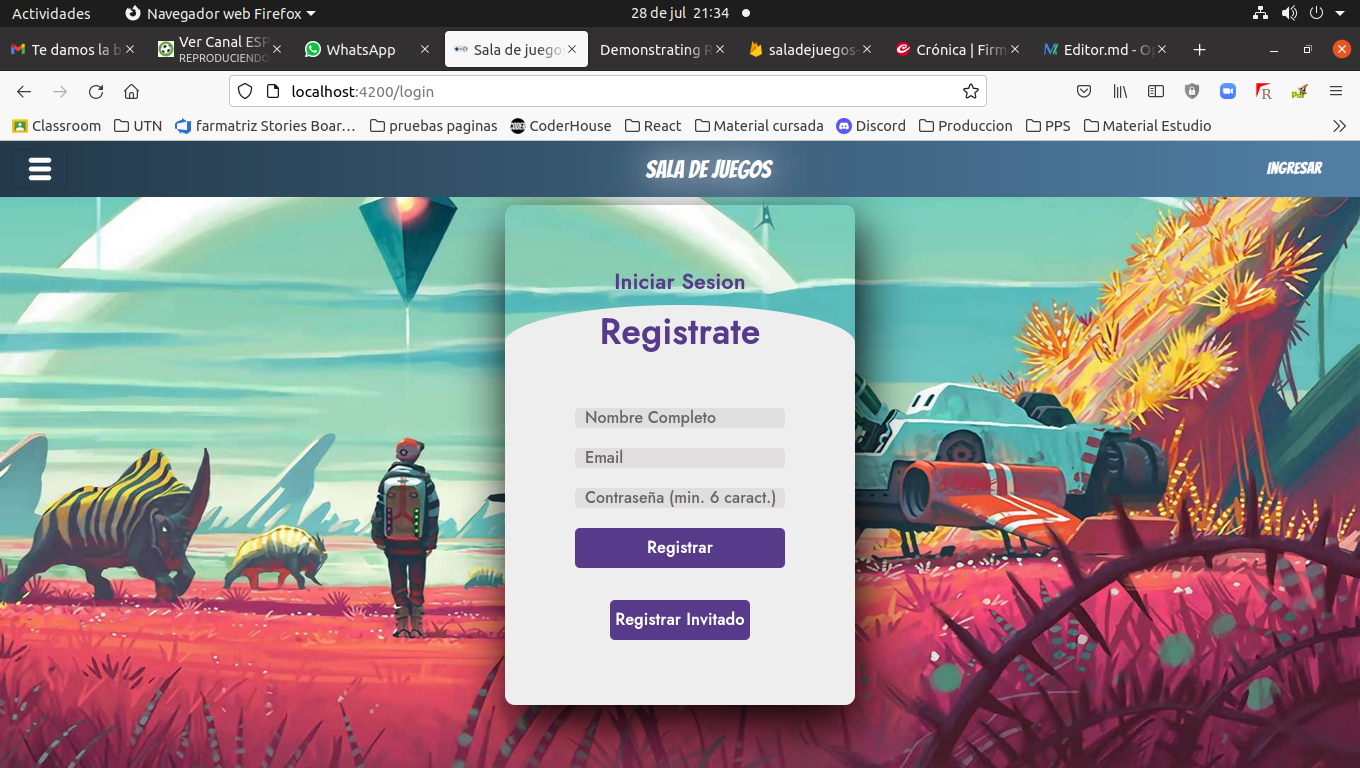 Actividades
Navegador web Firefox
28 de jul 21:34
Te damos la b
Ver Canal ESP
REPRODUCIENDO
WhatsApp
Sala de juego
Demonstrating R
saladejuegos-
Crónica | Firm
Editor.md - Op
localhost:4200/login
Classroom
UTN
farmatriz Stories Boar…
pruebas paginas
CoderHouse
React
Material cursada
Discord
Produccion
PPS
Material Estudio
SALA DE JUEGOS
INGRESAR
Iniciar Sesion
Registrate
Nombre Completo
Email
Contraseña (min. 6 caract.)
Registrar
Registrar Invitado